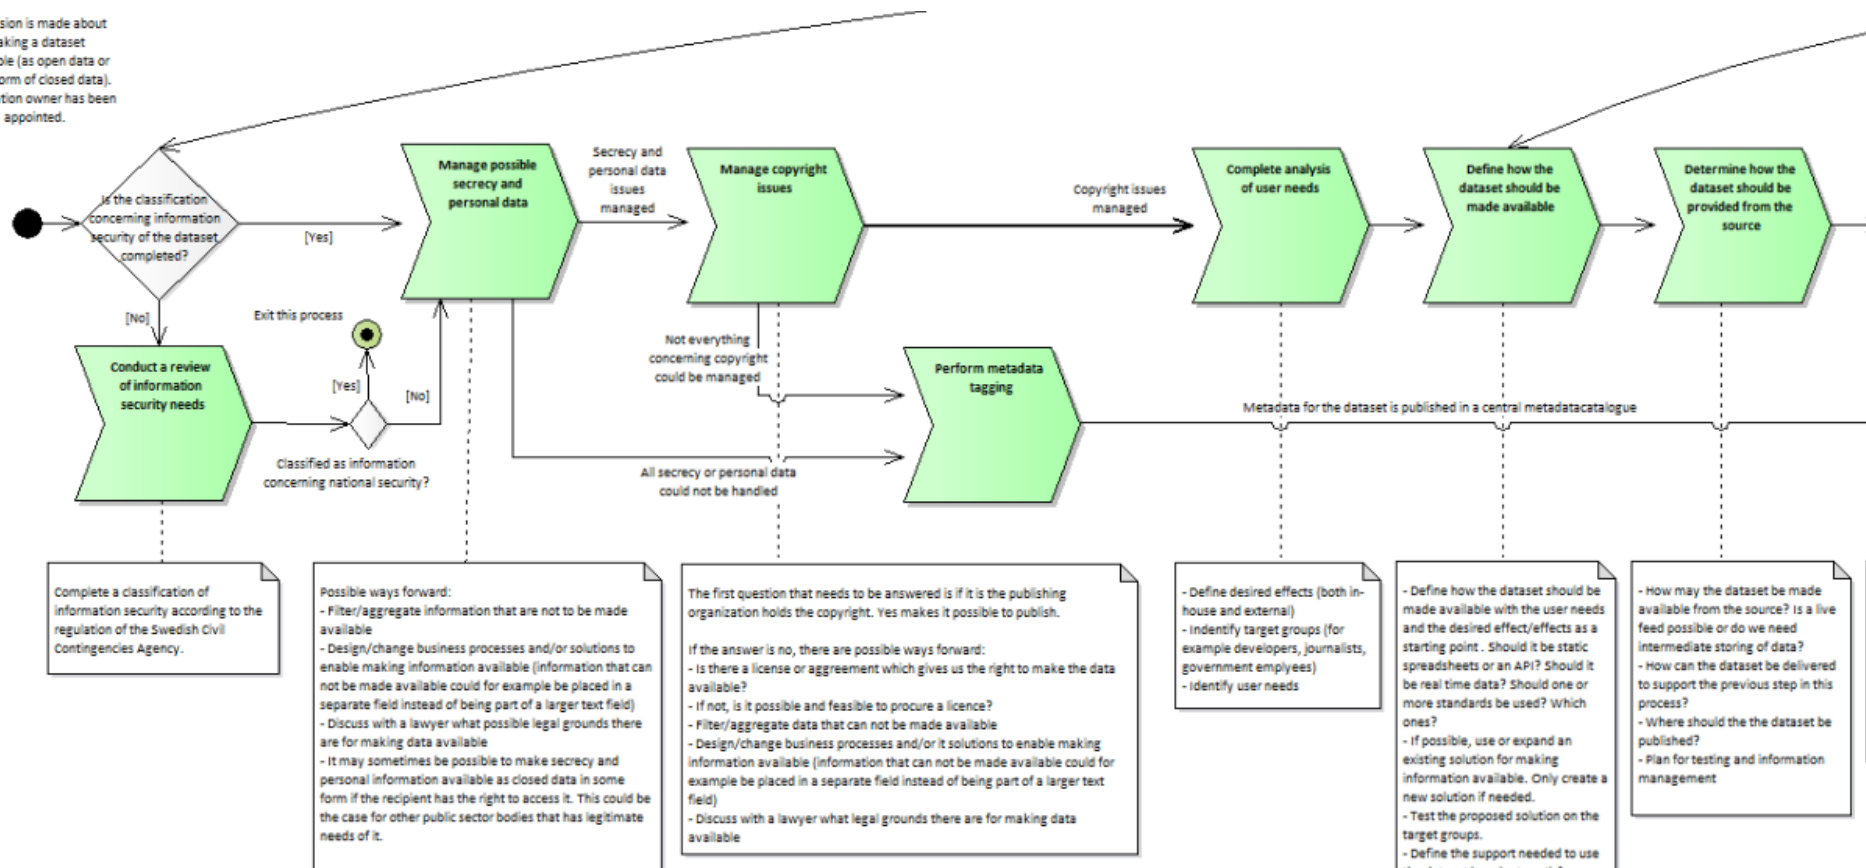 sion is made about
aking a dataset
ble (as open data or
orm of closed data).
tion owner has been
appointed.
Is the classification
concerning information
security of the dataset
completed?
[Yes]
[No]
Manage possible
secrecy and
personal data
Secrecy and
personal data
issues
managed
Manage copyright
issues
Copyright issues
managed
Complete analysis
of user needs
Define how the
dataset should be
made available
Determine how the
dataset should be
provided from the
source
Conduct a review
of information
security needs
Exit this process
[Yes]
[No]
Classified as information
concerning national security?
Not everything
concerning copyright
could be managed
All secrecy or personal data
could not be handled
Perform metadata
tagging
Metadata for the dataset is published in a central metadatacatalogue
Complete a classification of
information security according to the
regulation of the Swedish Civil
Contingencies Agency.
Possible ways forward:
- Filter/aggregate information that are not to be made
available
- Design/change business processes and/or solutions to
enable making information available (information that can
not be made available could for example be placed in a
separate field instead of being part of a larger text field)
- Discuss with a lawyer what possible legal grounds there
are for making data available
- It may sometimes be possible to make secrecy and
personal information available as closed data in some
form if the recipient has the right to access it. This could be
the case for other public sector bodies that has legitimate
needs of it.
The first question that needs to be answered is if it is the publishing
organization holds the copyright. Yes makes it possible to publish.
If the answer is no, there are possible ways forward:
- Is there a license or aggreement which gives us the right to make the data
available?
- If not, is it possible and feasible to procure a licence?
- Filter/aggregate data that can not be made available
- Design/change business processes and/or it solutions to enable making
information available (information that can not be made available could for
example be placed in a separate field instead of being part of a larger text
field)
- Discuss with a lawyer what legal grounds there are for making data
available
- Define desired effects (both in-
house and external)
- Indentify target groups (for
example developers, journalists,
government emplyees)
- Identify user needs
- Define how the dataset should be
made available with the user needs
and the desired effect/effects as a
starting point . Should it be static
spreadsheets or an API? Should it
be real time data? Should one or
more standards be used? Which
ones?
- If possible, use or expand an
existing solution for making
information available. Only create a
new solution if needed.
- Test the proposed solution on the
target groups.
- Define the support needed to use
- How may the dataset be made
available from the source? Is a live
feed possible or do we need
intermediate storing of data?
- How can the dataset be delivered
to support the previous step in this
process?
- Where should the the dataset be
published?
- Plan for testing and information
management